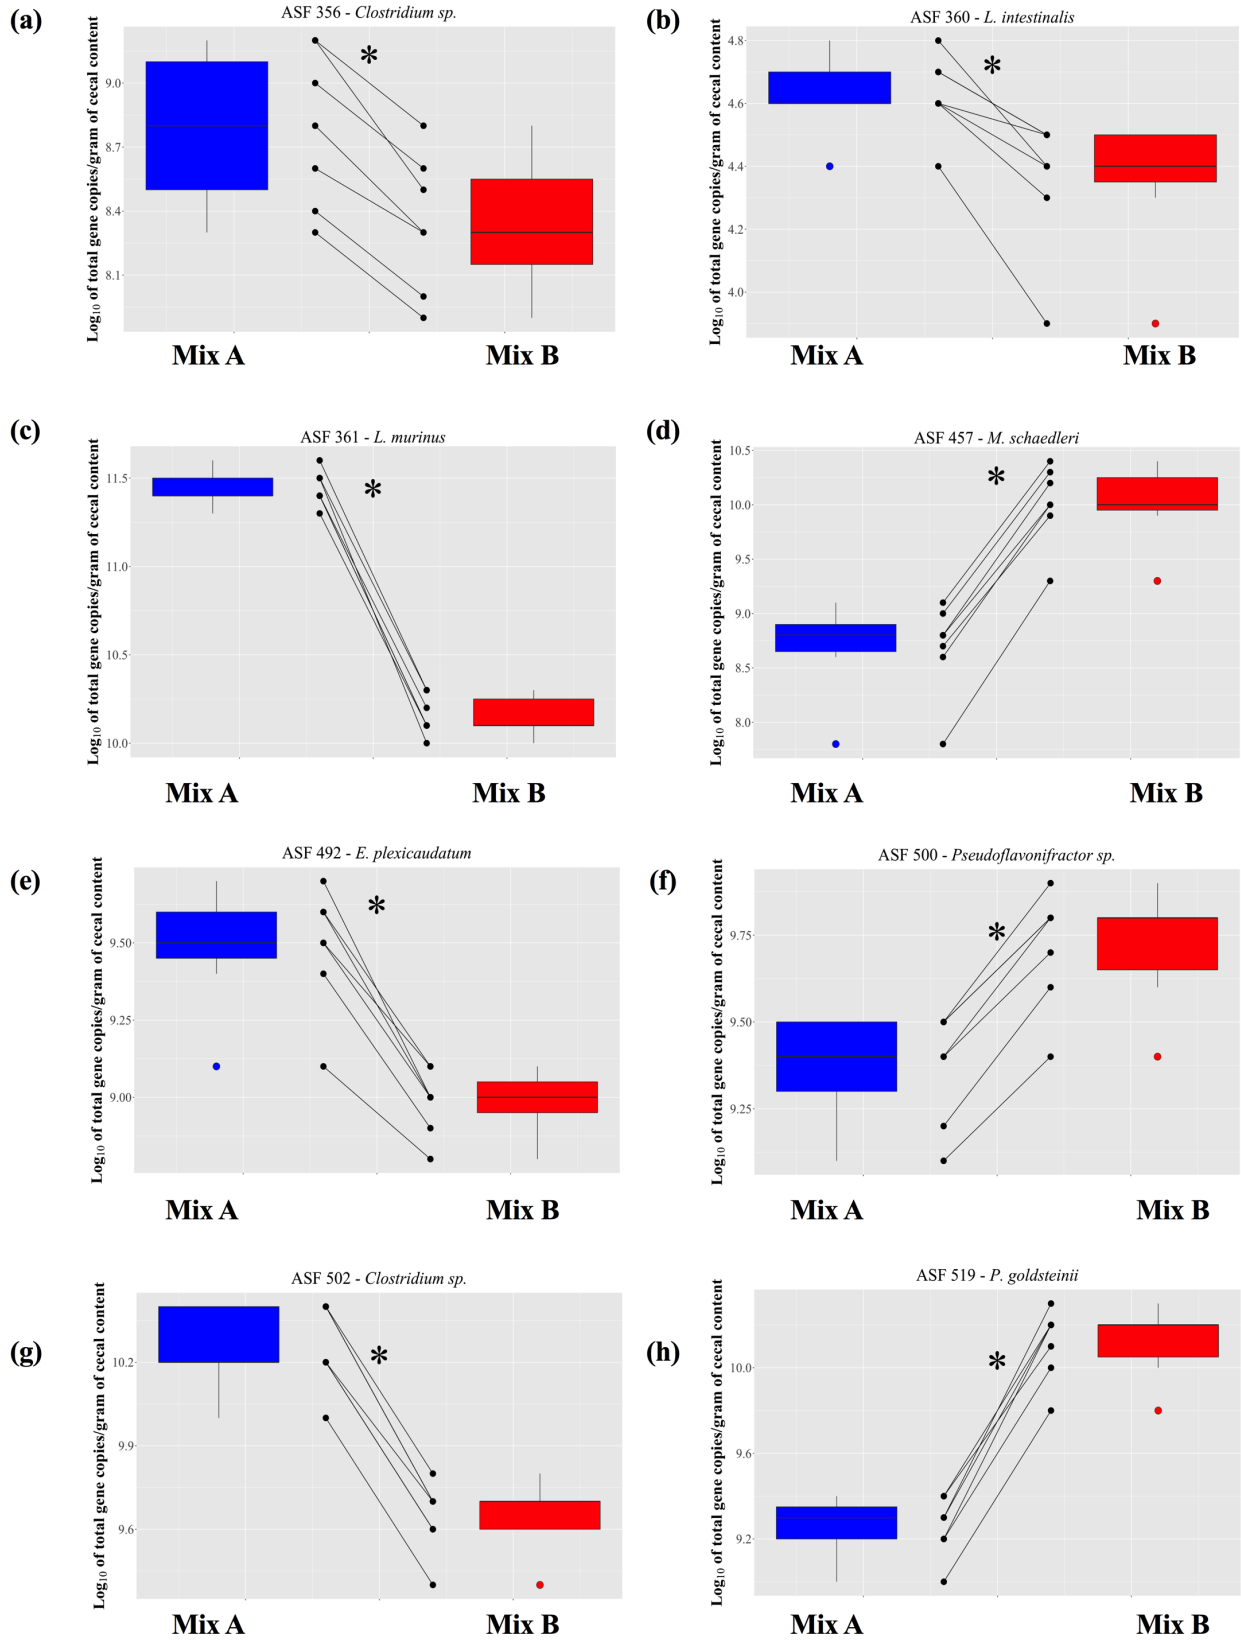 (a)
ASF 356 - Clostridium sp.
Log₁₀ of total gene copies/gram of cecal content
9.0
8.7
8.4
8.1
*
Mix A
Mix B
(b)
ASF 360 - L. intestinalis
Log₁₀ of total gene copies/gram of cecal content
4.8
4.6
4.4
4.2
4.0
*
Mix A
Mix B
(c)
ASF 361 - L. murinus
Log₁₀ of total gene copies/gram of cecal content
11.5
11.0
10.5
10.0
*
Mix A
Mix B
(d)
ASF 457 - M. schaedleri
Log₁₀ of total gene copies/gram of cecal content
10.5
10.0
9.5
9.0
8.5
8.0
*
Mix A
Mix B
(e)
ASF 492 - E. plexicaudatum
Log₁₀ of total gene copies/gram of cecal content
9.50
9.25
9.00
*
Mix A
Mix B
(f)
ASF 500 - Pseudoflavonifractor sp.
Log₁₀ of total gene copies/gram of cecal content
9.75
9.50
9.25
*
Mix A
Mix B
(g)
ASF 502 - Clostridium sp.
Log₁₀ of total gene copies/gram of cecal content
10.2
9.9
9.6
*
Mix A
Mix B
(h)
ASF 519 - P. goldsteinii
Log₁₀ of total gene copies/gram of cecal content
10.0
9.6
9.2
*
Mix A
Mix B